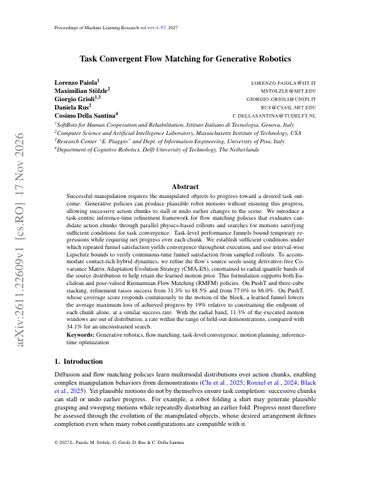 Proceedings of Machine Learning Research vol vvv:1–37, 2027
Task Convergent Flow Matching for Generative Robotics
Lorenzo Paiola1 LORENZO.PAIOLA@IIT.IT
Maximilian Stölzle2 MSTOLZLE@MIT.EDU
Giorgio Grioli1,3 GIORGIO.GRIOLI@UNIPI.IT
Daniela Rus2 RUS@CSAIL.MIT.EDU
Cosimo Della Santina4 C.DELLASANTINA@TUDELFT.NL
1SoftBots for Human Cooperation and Rehabilitation, Istituto Italiano di Tecnologia, Genova, Italy
2Computer Science and Artificial Intelligence Laboratory, Massachusetts Institute of Technology, USA
3Research Center "E. Piaggio" and Dept. of Information Engineering, University of Pisa, Italy
4Department of Cognitive Robotics, Delft University of Technology, The Netherlands
Abstract
Successful manipulation requires the manipulated objects to progress toward a desired task out-
come. Generative policies can produce plausible robot motions without ensuring this progress,
allowing successive action chunks to stall or undo earlier changes to the scene. We introduce a
task-centric inference-time refinement framework for flow matching policies that evaluates can-
didate action chunks through parallel physics-based rollouts and searches for motions satisfying
sufficient conditions for task convergence. Task-level performance funnels bound temporary re-
gressions while requiring net progress over each chunk. We establish sufficient conditions under
which repeated funnel satisfaction yields convergence throughout execution, and use interval-wise
Lipschitz bounds to verify continuous-time funnel satisfaction from sampled rollouts. To accom-
modate contact-rich hybrid dynamics, we refine the flow's source seeds using derivative-free Co-
variance Matrix Adaptation Evolution Strategy (CMA-ES), constrained to radial quantile bands of
the source distribution to help retain the learned motion prior. This formulation supports both Eu-
clidean and pose-valued Riemannian Flow Matching (RMFM) policies. On PushT and three-cube
stacking, refinement raises success from 31.3% to 88.5% and from 77.0% to 86.0%. On PushT,
whose coverage score responds continuously to the motion of the block, a learned funnel lowers
the average maximum loss of achieved progress by 19% relative to constraining the endpoint of
each chunk alone, at a similar success rate. With the radial band, 11.3% of the executed motion
windows are out of distribution, a rate within the range of held-out demonstrations, compared with
34.1% for an unconstrained search.
Keywords: Generative robotics, flow matching, task-level convergence, motion planning, inference-
time optimization
1. Introduction
Diffusion and flow matching policies learn multimodal distributions over action chunks, enabling
complex manipulation behaviors from demonstrations (Chi et al., 2025; Rouxel et al., 2024; Black
et al., 2025). Yet plausible motions do not by themselves ensure task completion: successive chunks
can stall or undo earlier progress. For example, a robot folding a shirt may generate plausible
grasping and sweeping motions while repeatedly disturbing an earlier fold. Progress must therefore
be assessed through the evolution of the manipulated objects, whose desired arrangement defines
completion even when many robot configurations are compatible with it.
© 2027 L. Paiola, M. Stölzle, G. Grioli, D. Rus & C. Della Santina.
arXiv:2611.22609v1 [cs.RO] 17 Nov 2026